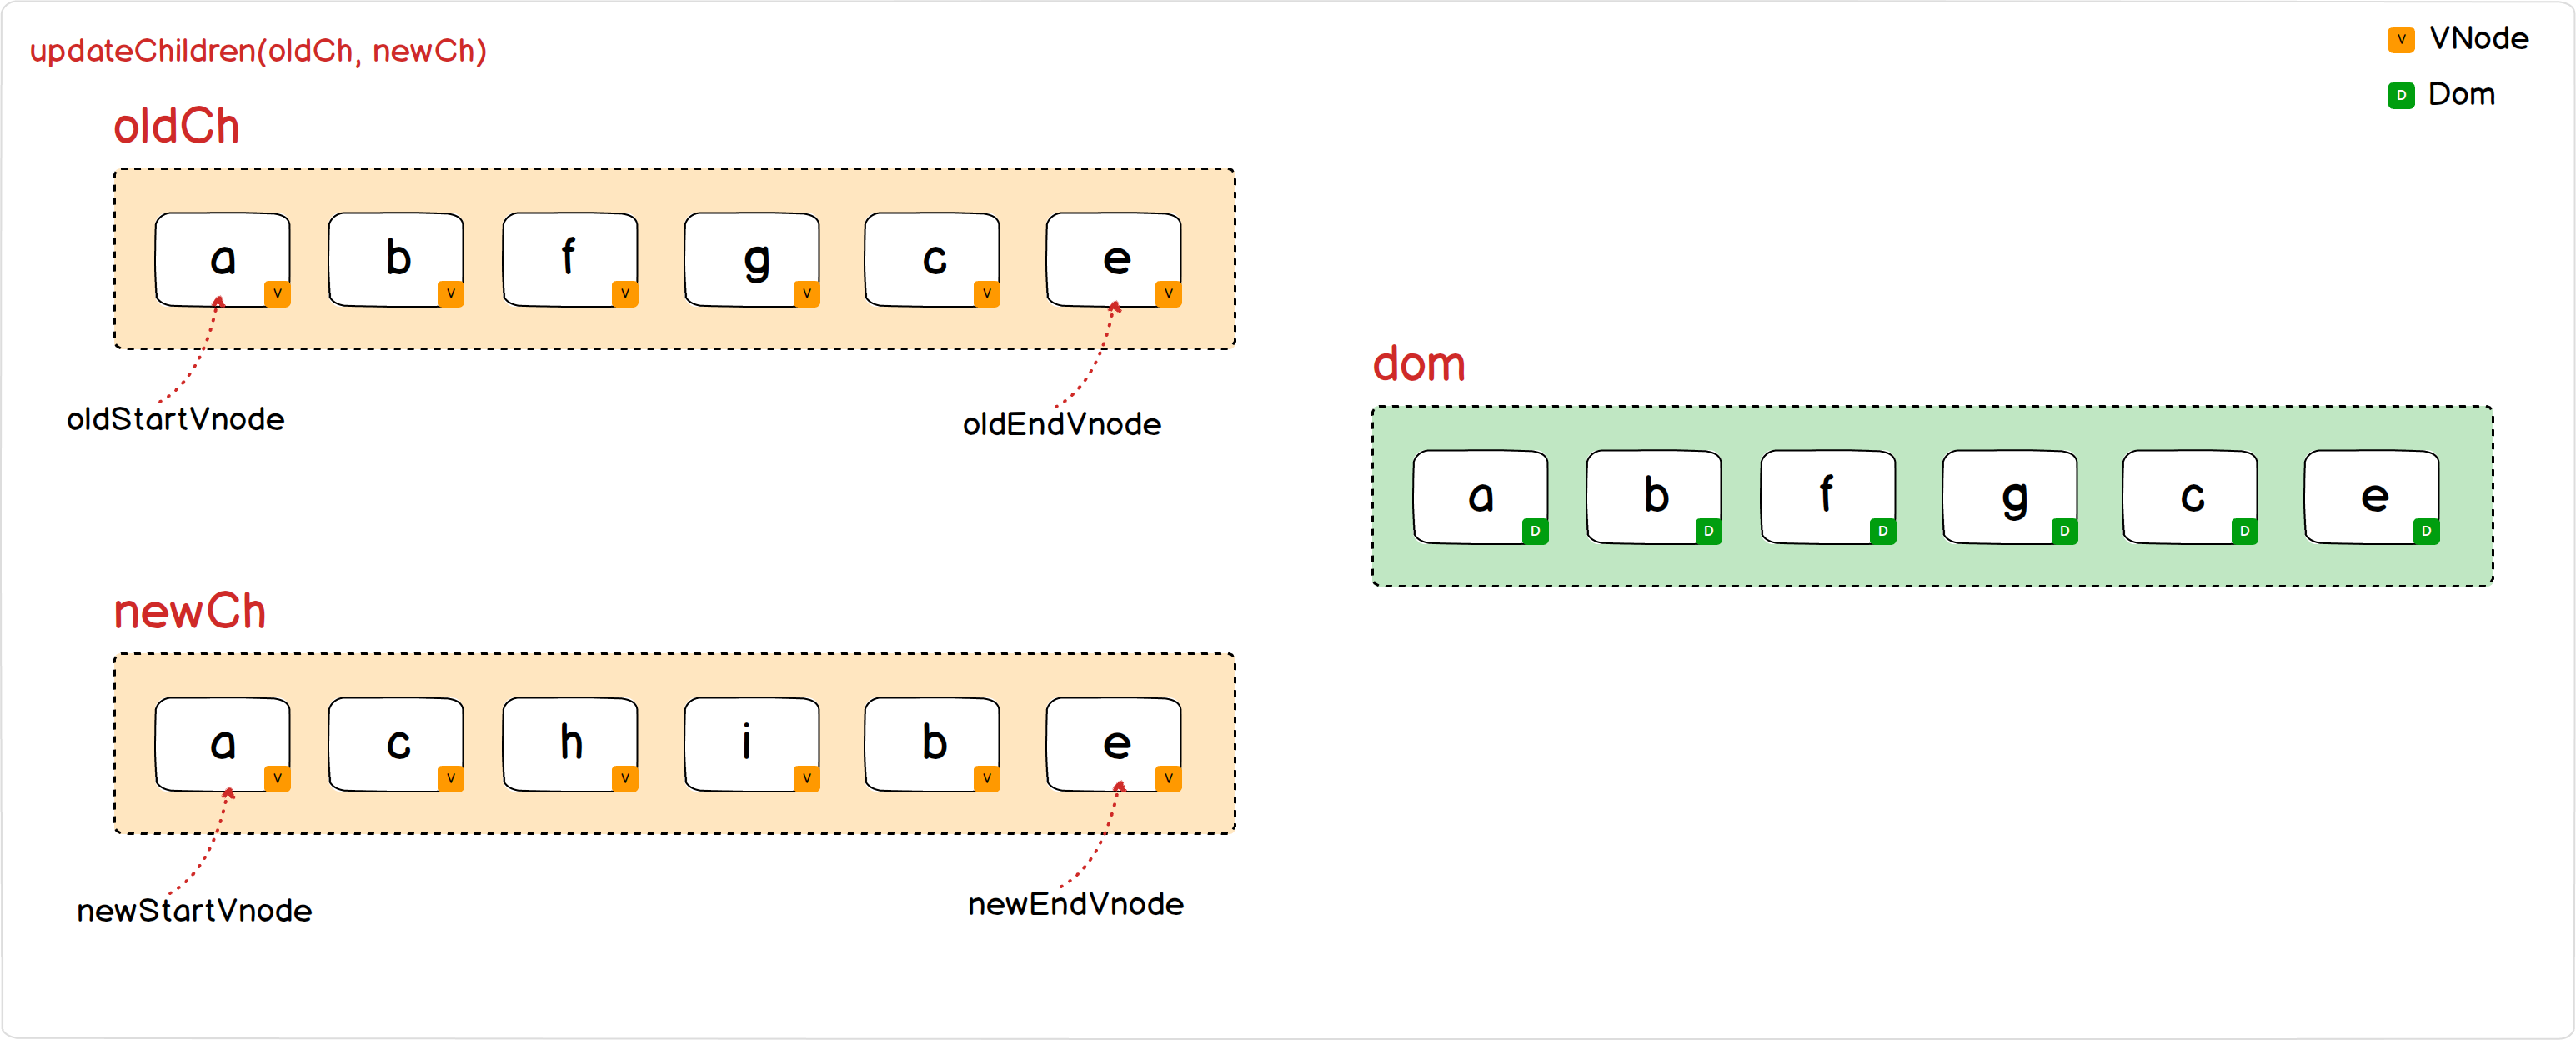 updateChildren(oldCh, newCh)
V VNode
D Dom
oldCh
a V b V f V g V c V e V
oldStartVnode
oldEndVnode
dom
a D b D f D g D c D e D
newCh
a V c V h V i V b V e V
newStartVnode
newEndVnode